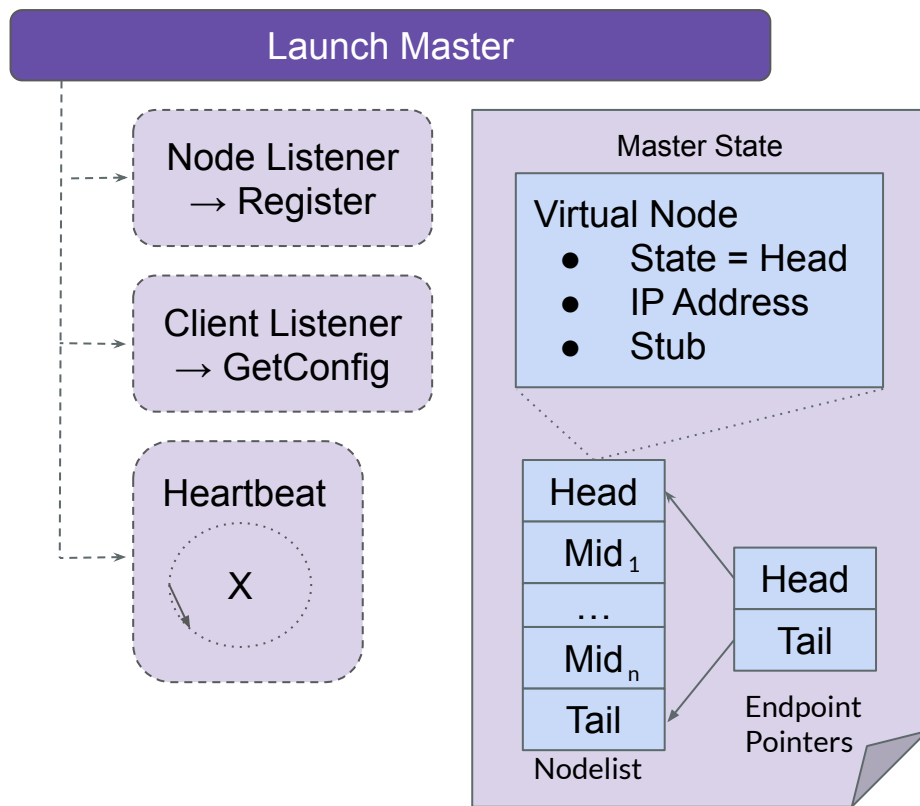 Launch Master
Node Listener
→ Register
Client Listener
→ GetConfig
Heartbeat
X
Master State
Virtual Node
● State = Head
● IP Address
● Stub
Head
Mid₁
...
Midₙ
Tail
Nodelist
Head
Tail
Endpoint
Pointers